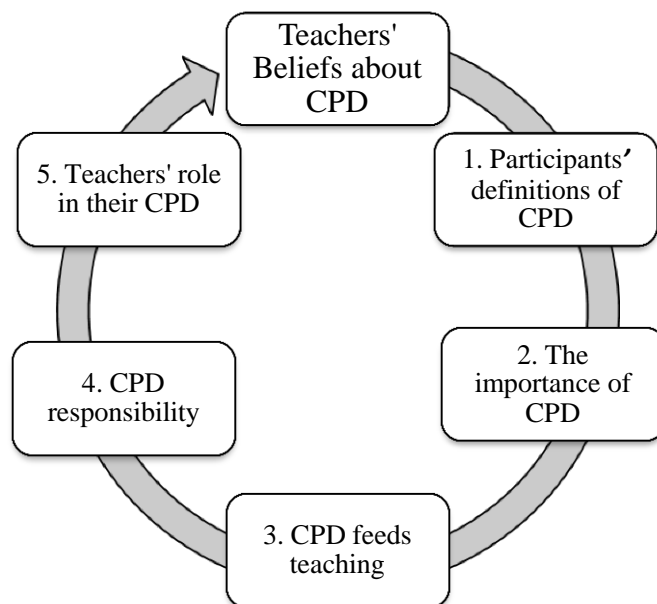 Teachers'
Beliefs about
CPD
1. Participants’
definitions of
CPD
2. The
importance of
CPD
3. CPD feeds
teaching
4. CPD
responsibility
5. Teachers' role
in their CPD